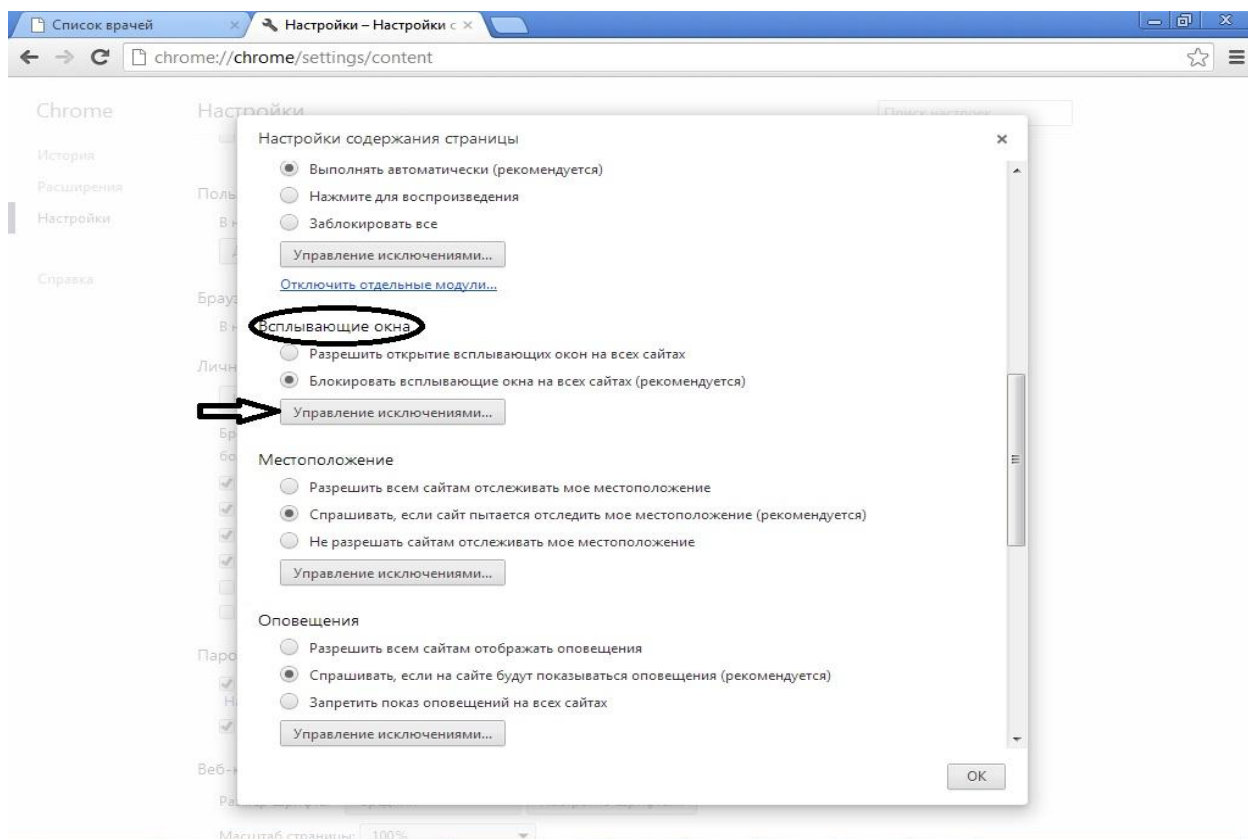 Список врачей
Настройки – Настройки с
chrome://chrome/settings/content
Chrome
Настройки
Поиск настроек
История
Расширения
Настройки
Справка
Настройки содержания страницы
Выполнять автоматически (рекомендуется)
Нажмите для воспроизведения
Заблокировать все
Управление исключениями...
Отключить отдельные модули...
Всплывающие окна
Разрешить открытие всплывающих окон на всех сайтах
Блокировать всплывающие окна на всех сайтах (рекомендуется)
Управление исключениями...
Местоположение
Разрешить всем сайтам отслеживать мое местоположение
Спрашивать, если сайт пытается отследить мое местоположение (рекомендуется)
Не разрешать сайтам отслеживать мое местоположение
Управление исключениями...
Оповещения
Разрешить всем сайтам отображать оповещения
Спрашивать, если на сайте будут показываться оповещения (рекомендуется)
Запретить показ оповещений на всех сайтах
Управление исключениями...
OK
Масштаб страницы: 100%